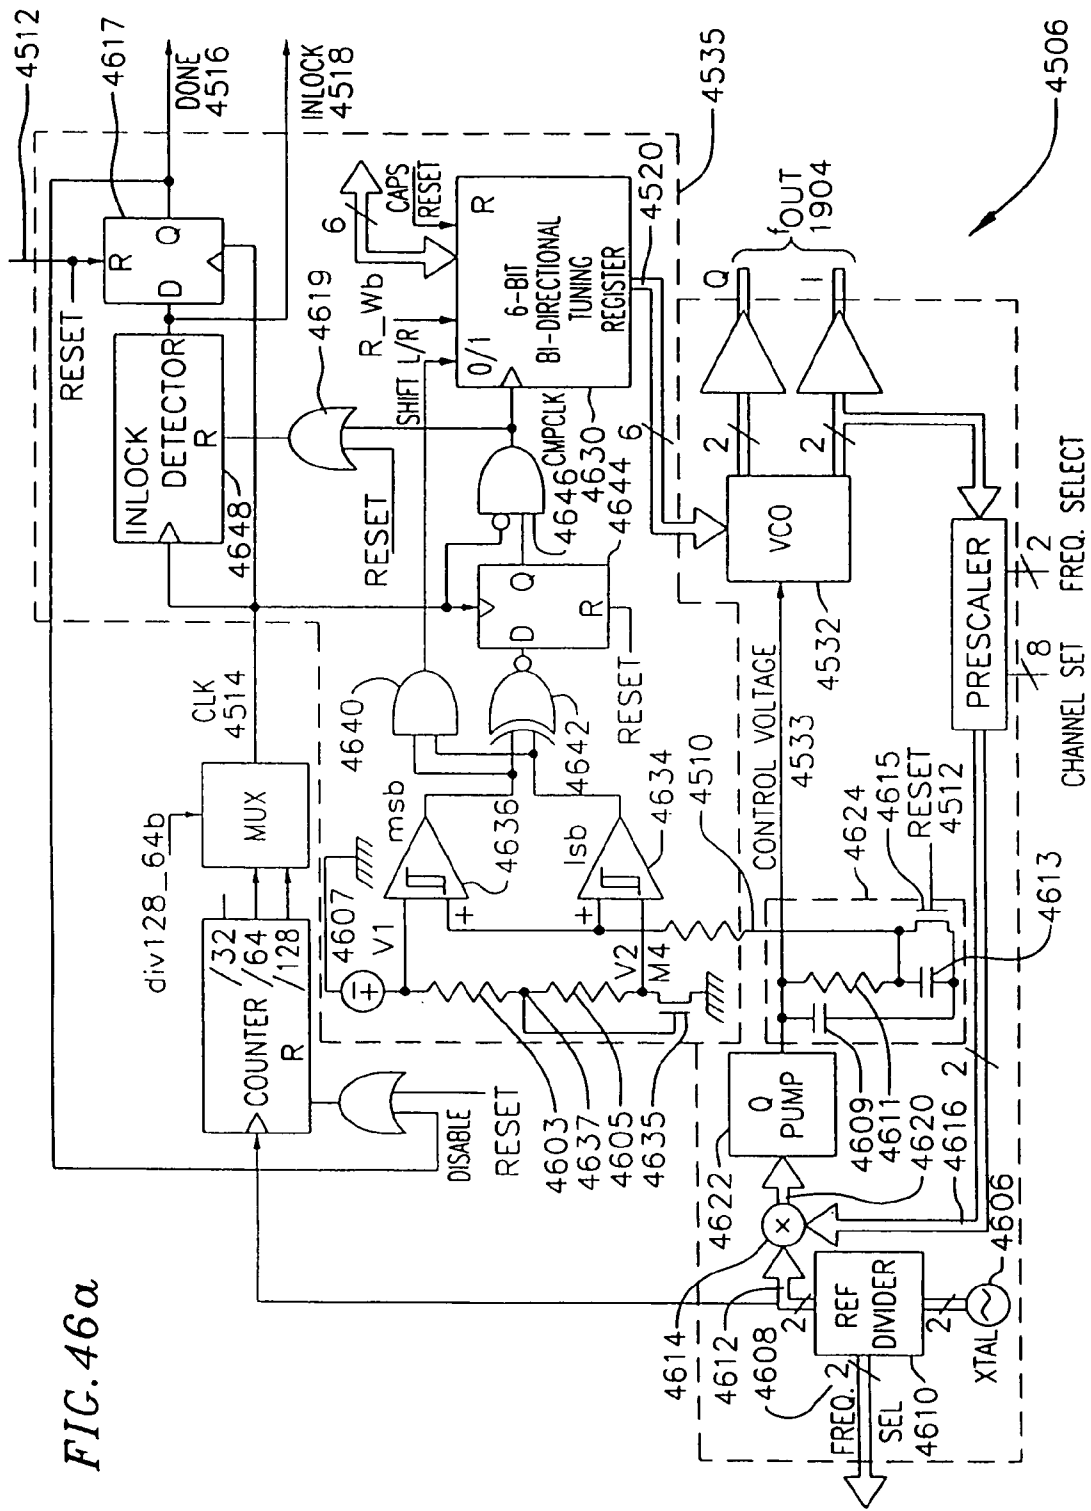 FIG. 46a
4512
4617
DONE
4516
INLOCK
4518
4535
4506
RESET
R
D
Q
INLOCK
DETECTOR
R
4648
4619
RESET
CLK
4514
MUX
div128_64b
COUNTER
/32
/64
/128
R
DISABLE
RESET
4607
V1
msb
4636
4640
4642
lsb
4634
4510
V2
M4
4603
4637
4605
4635
D
Q
R
RESET
4644
4646
CMPCLK
4630
SHIFT L/R
R_Wb
6
CAPS
RESET
0/1
R
6-BIT
BI-DIRECTIONAL
TUNING
REGISTER
4520
6
CONTROL VOLTAGE
4533
VCO
4532
2
2
Q
I
fOUT
1904
PRESCALER
2
FREQ. SELECT
8
CHANNEL SET
4624
4615
RESET
4512
4613
Q
PUMP
4622
4609
4611
4620
4616
2
×
4614
4612
4608
2
REF
DIVIDER
FREQ. 2
SEL
4610
2
XTAL
4606
+
+
+
−